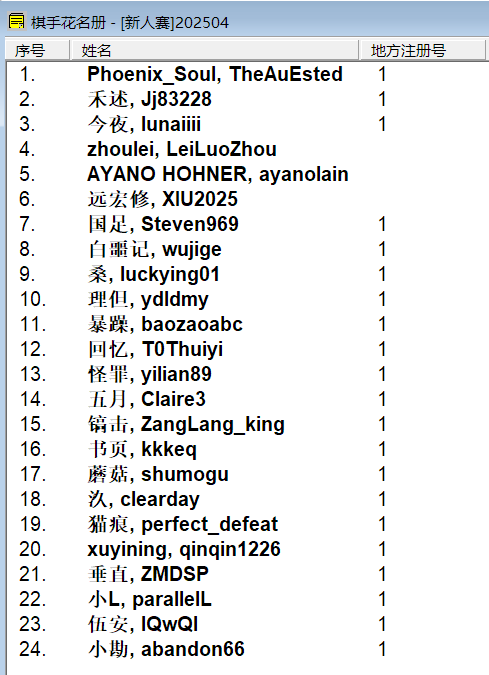 棋手花名册 - [新人赛]202504
序号 姓名 地方注册号
1. Phoenix_Soul, TheAuEsted 1
2. 禾述, Jj83228 1
3. 今夜, lunaiiii 1
4. zhoulei, LeiLuoZhou
5. AYANO HOHNER, ayanolain
6. 远宏修, XIU2025
7. 国足, Steven969 1
8. 白噩记, wujige 1
9. 桑, luckying01 1
10. 理但, ydldmy 1
11. 暴躁, baozaoabc 1
12. 回忆, T0Thuiyi 1
13. 怪罪, yilian89 1
14. 五月, Claire3 1
15. 镐击, ZangLang_king 1
16. 书页, kkkeq 1
17. 蘑菇, shumogu 1
18. 汣, clearday 1
19. 猫痕, perfect_defeat 1
20. xuyining, qinqin1226 1
21. 垂直, ZMDSP 1
22. 小L, parallelL 1
23. 伍安, IQwQI 1
24. 小勘, abandon66 1